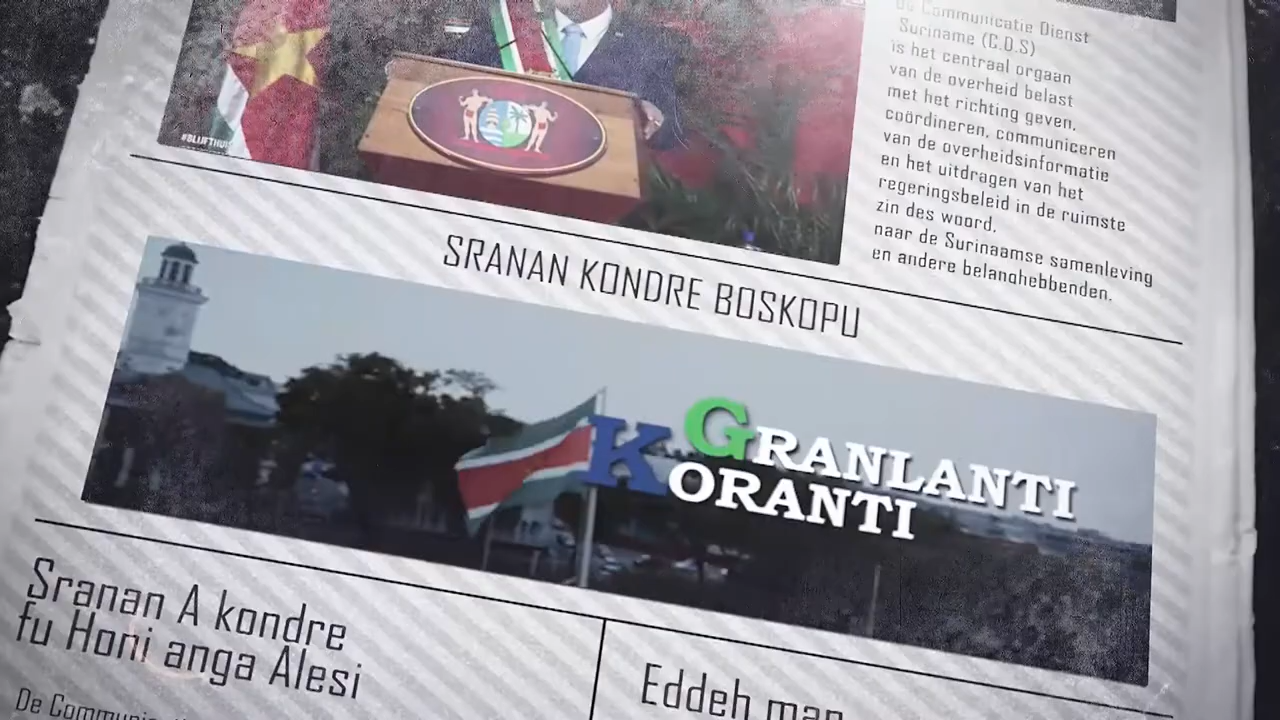 #BLIJFTHUIS
De Communicatie Dienst
Suriname (C.D.S)
is het centraal orgaan
van de overheid belast
met het richting geven,
coördineren, communiceren
van de overheidsinformatie
en het uitdragen van het
regeringsbeleid in de ruimste
zin des woord,
naar de Surinaamse samenleving
en andere belanghebbenden.
SRANAN KONDRE BOSKOPU
GRANLANTI
KORANTI
Sranan A kondre
fu Honi anga Alesi
De
Eddeh man